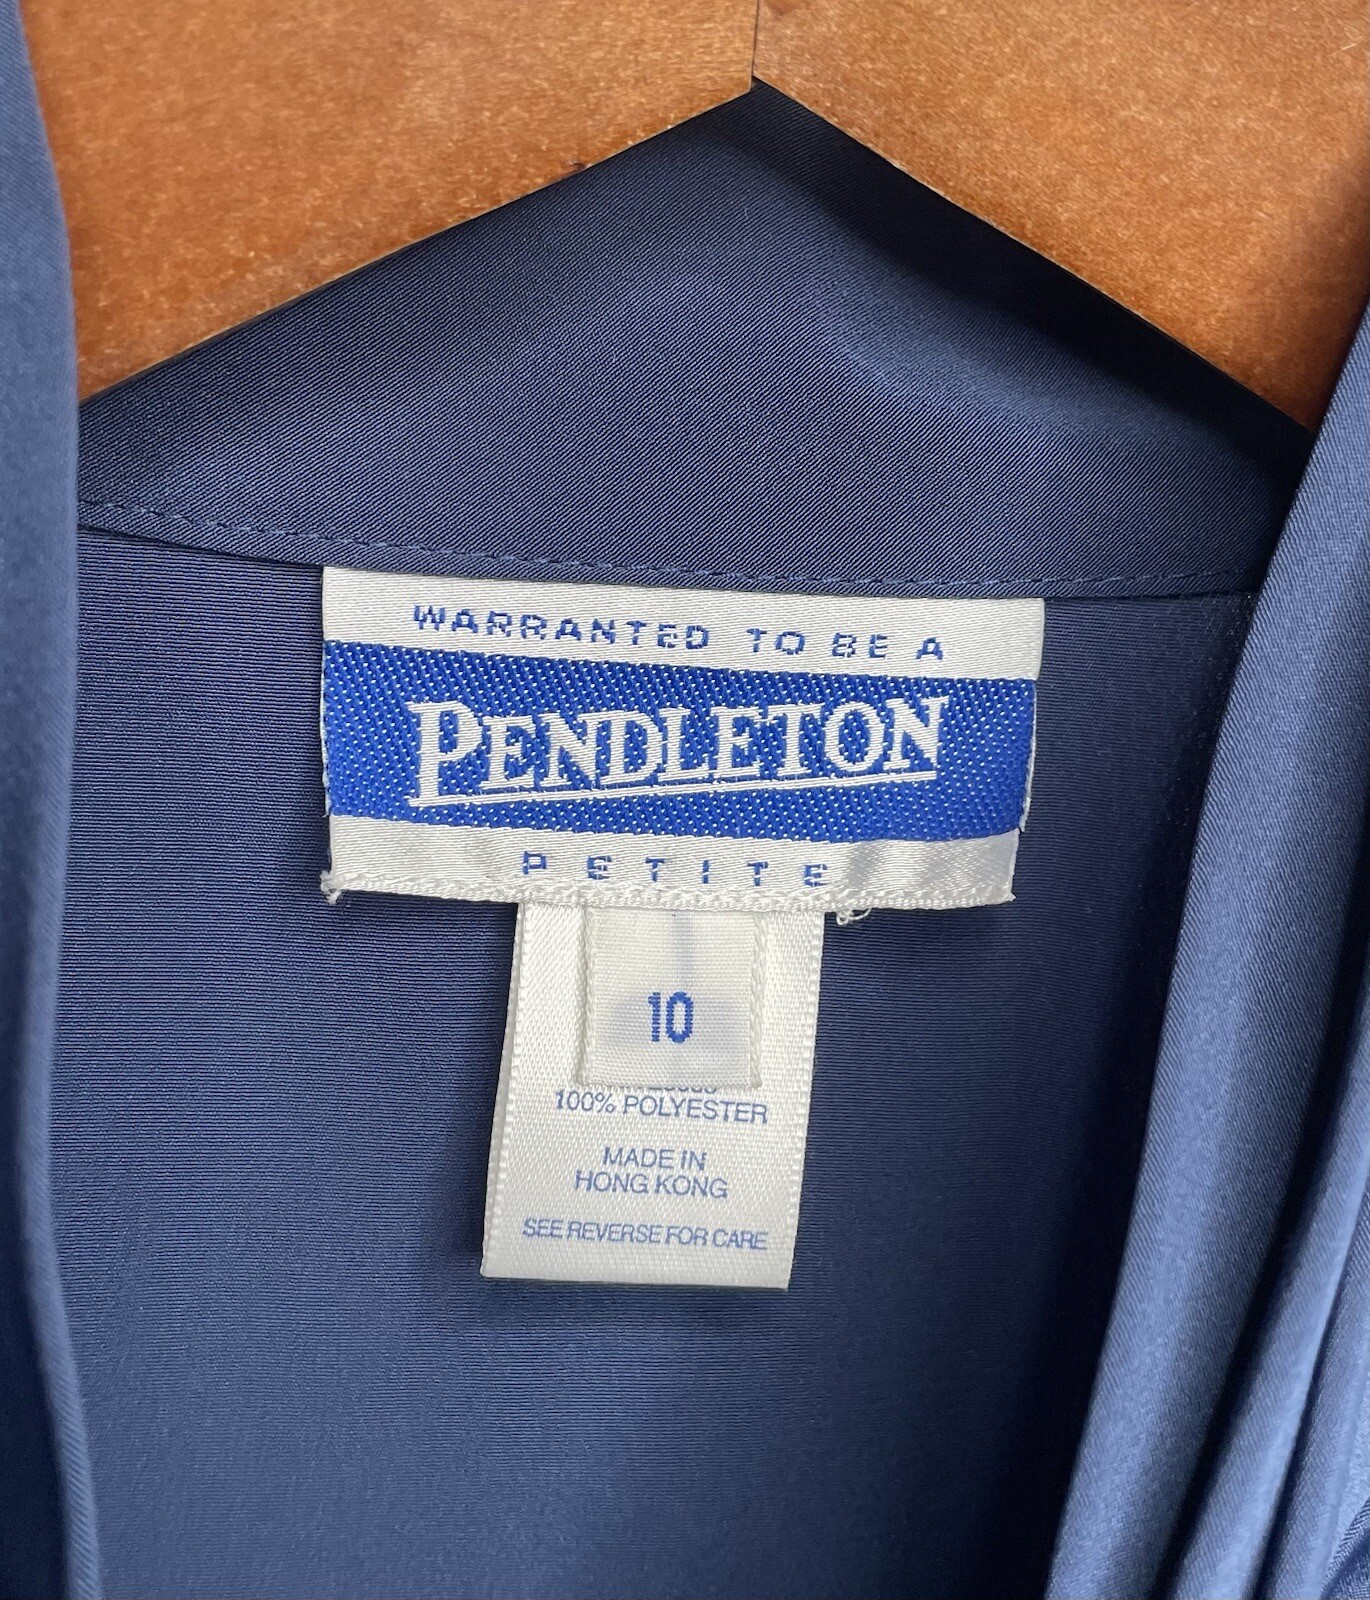 WARRANTED TO BE A
PENDLETON
PETITE
10
100% POLYESTER
MADE IN
HONG KONG
SEE REVERSE FOR CARE